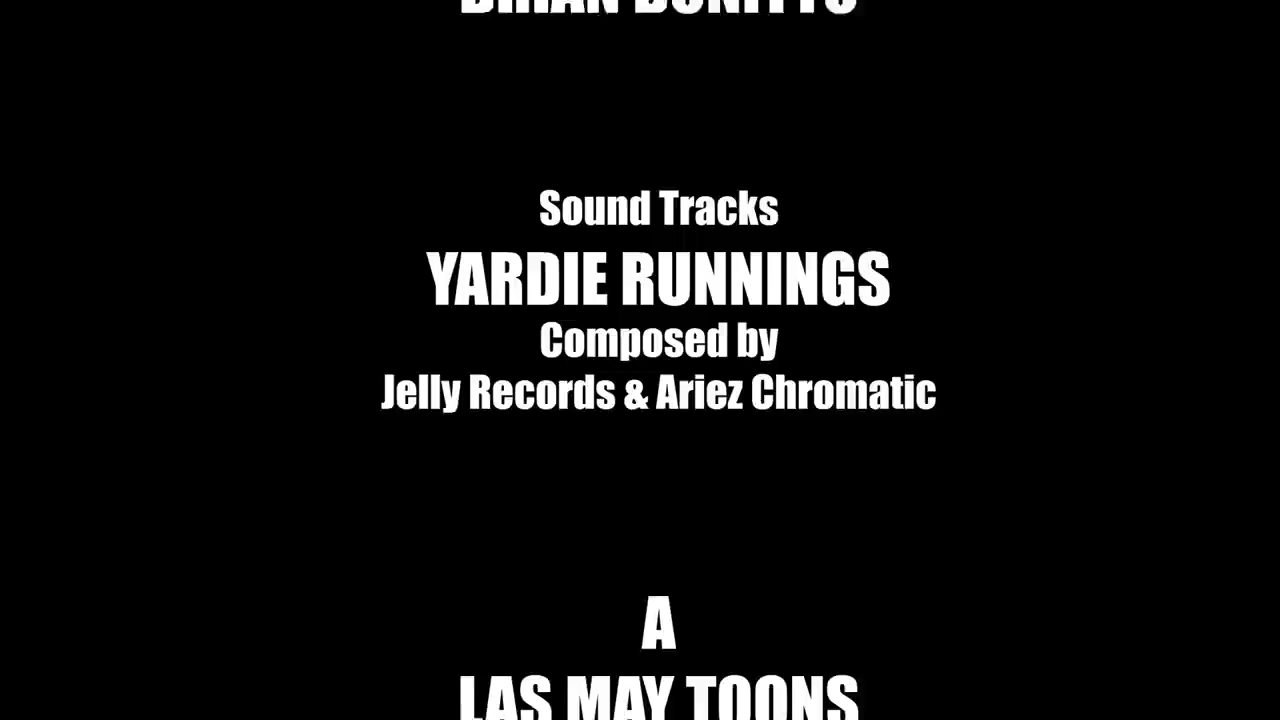 Sound Tracks
YARDIE RUNNINGS
Composed by
Jelly Records & Ariez Chromatic
A
LAS MAY TOONS